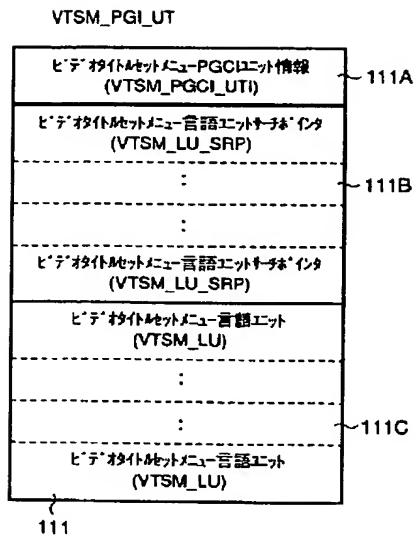 VTSM_PGI_UT
ﾋﾞﾃﾞｵﾀｲﾄﾙｾｯﾄﾒﾆｭｰPGCIﾕﾆｯﾄ情報
(VTSM_PGCI_UTI)
111A
ﾋﾞﾃﾞｵﾀｲﾄﾙｾｯﾄﾒﾆｭｰ言語ﾕﾆｯﾄｻｰﾁﾎﾟｲﾝﾀ
(VTSM_LU_SRP)
:
111B
:
ﾋﾞﾃﾞｵﾀｲﾄﾙｾｯﾄﾒﾆｭｰ言語ﾕﾆｯﾄｻｰﾁﾎﾟｲﾝﾀ
(VTSM_LU_SRP)
ﾋﾞﾃﾞｵﾀｲﾄﾙｾｯﾄﾒﾆｭｰ言語ﾕﾆｯﾄ
(VTSM_LU)
:
:
111C
ﾋﾞﾃﾞｵﾀｲﾄﾙｾｯﾄﾒﾆｭｰ言語ﾕﾆｯﾄ
(VTSM_LU)
111